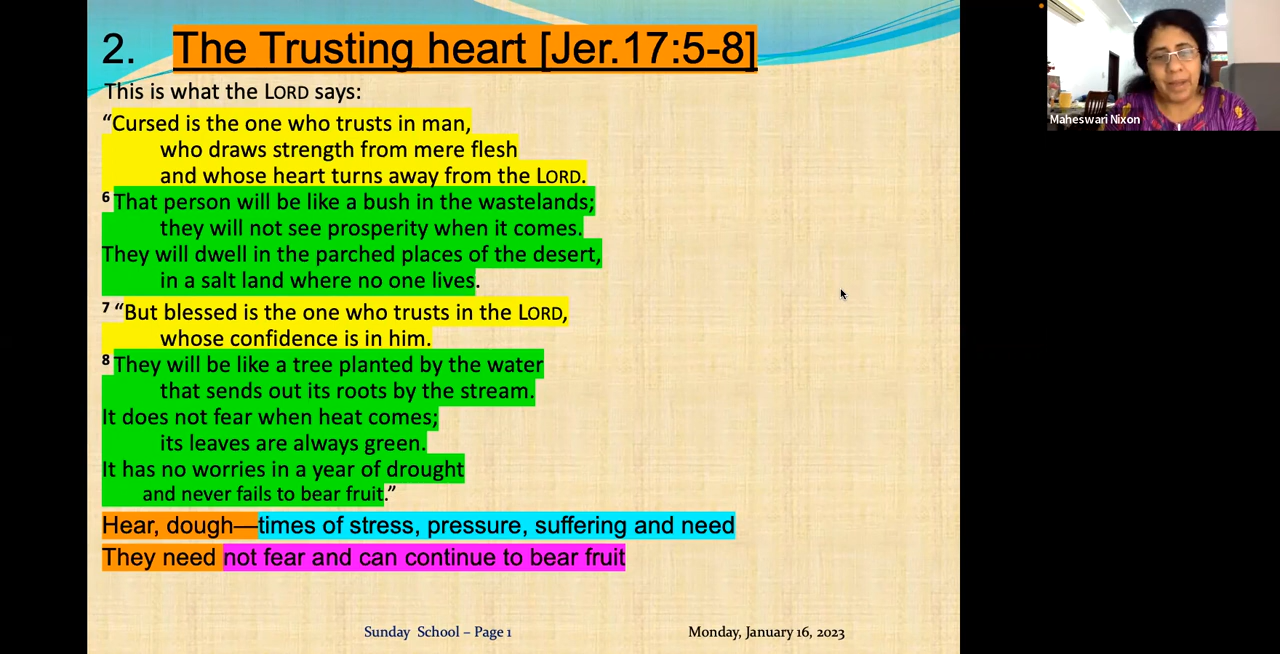 2. The Trusting heart [Jer.17:5-8]
This is what the LORD says:
“Cursed is the one who trusts in man,
who draws strength from mere flesh
and whose heart turns away from the LORD.
6 That person will be like a bush in the wastelands;
they will not see prosperity when it comes.
They will dwell in the parched places of the desert,
in a salt land where no one lives.
7 “But blessed is the one who trusts in the LORD,
whose confidence is in him.
8 They will be like a tree planted by the water
that sends out its roots by the stream.
It does not fear when heat comes;
its leaves are always green.
It has no worries in a year of drought
and never fails to bear fruit.”
Hear, dough—times of stress, pressure, suffering and need
They need not fear and can continue to bear fruit
Sunday School – Page 1
Monday, January 16, 2023
Maheswari Nixon